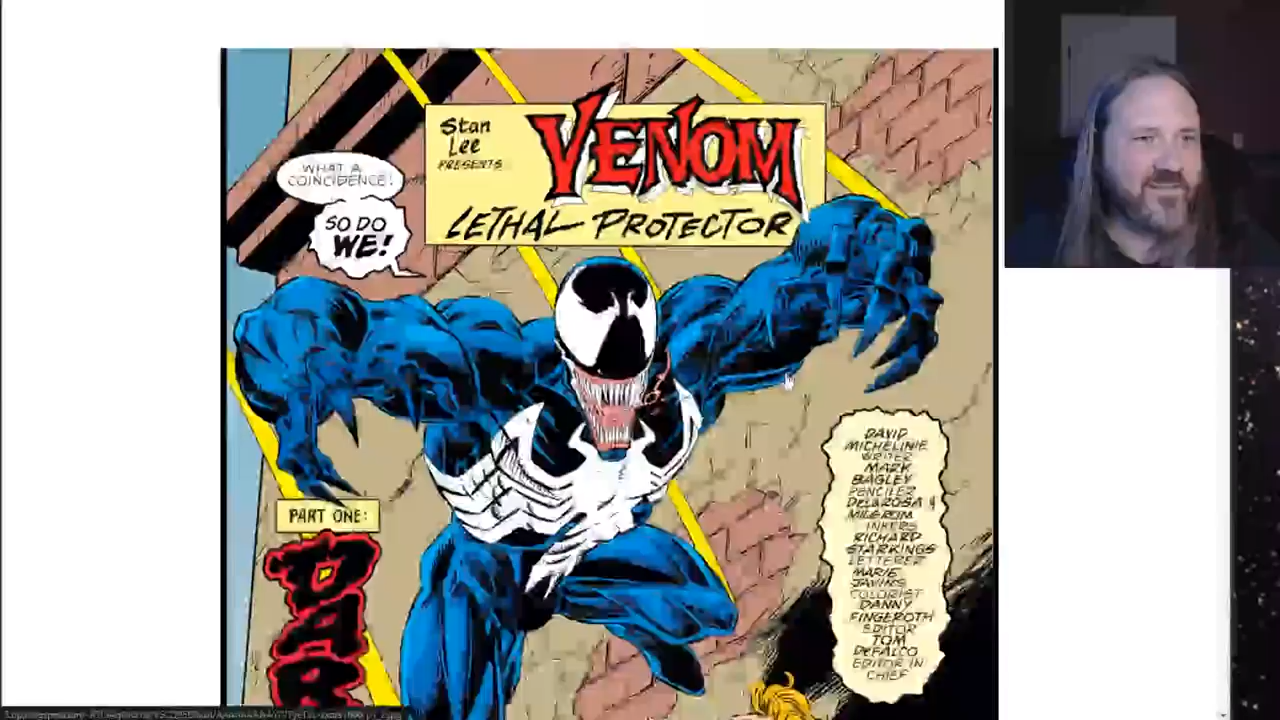 Stan
Lee
PRESENTS
VENOM
LETHAL PROTECTOR
WHAT A
COINCIDENCE!
SO DO
WE!
PART ONE:
DAR
DAVID
MICHELINIE
WRITER
MARK
BAGLEY
PENCILER
DELAROSA &
MILGROM
INKERS
RICHARD
STARKINGS
LETTERER
MARIE
JAVINS
COLORIST
DANNY
FINGEROTH
EDITOR
TOM
DEFALCO
EDITOR IN
CHIEF